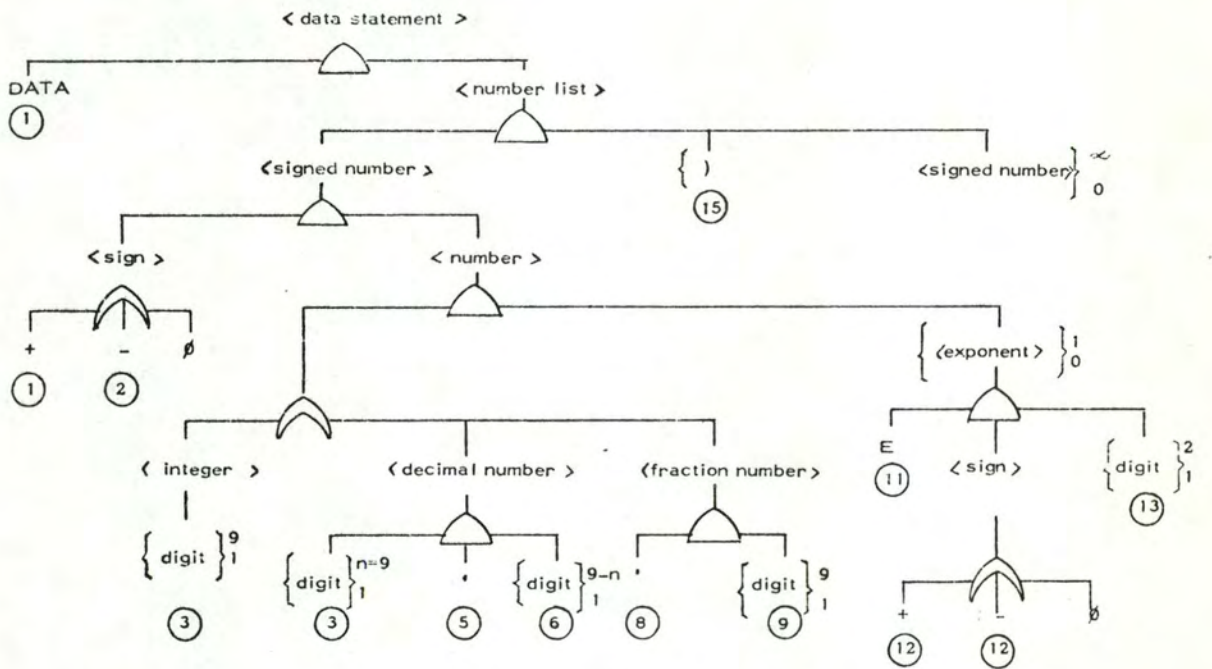 < data statement >
DATA
< number list >
1
< signed number >
{ )
< signed number > } ∝ 0
15
< sign >
< number >
+ - ∅
{ < exponent > } 1 0
1 2
E
< integer >
< decimal number >
< fraction number >
11
< sign >
{ digit } 2 1
13
{ digit } 9 1
{ digit } n=9 1
.
{ digit } 9-n 1
.
{ digit } 9 1
3 3 5 6 8 9
+ - ∅
12 12